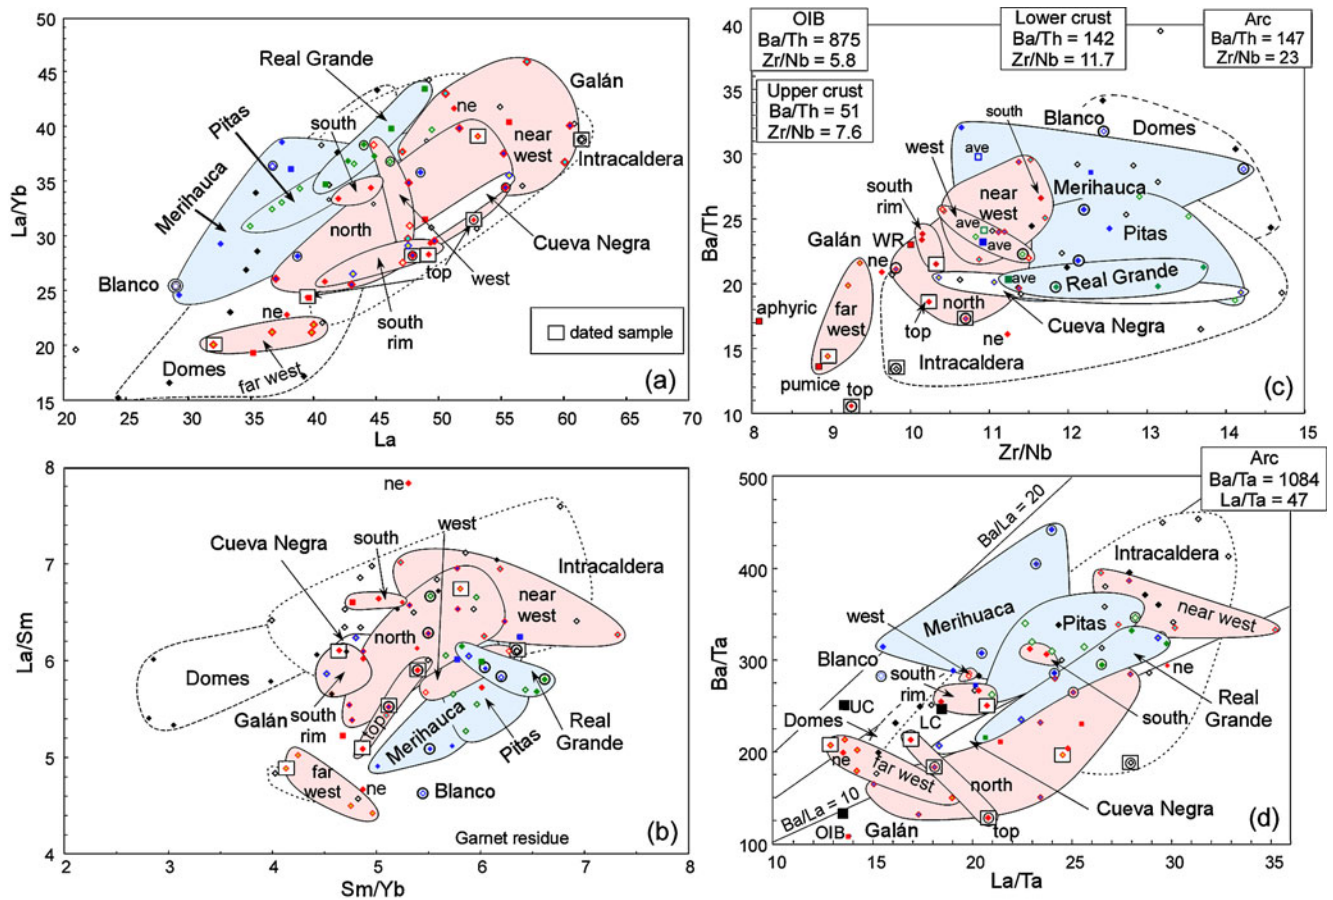 50
45
40
35
30
25
20
15
La/Yb
20
30
40
50
60
70
La
Real Grande
Galán
ne
near
west
Pitas
south
Intracaldera
Merihauca
north
Cueva Negra
Blanco
west
top
ne
south
rim
Domes
far west
dated sample
(a)
8
7
6
5
4
La/Sm
2
3
4
5
6
7
8
Sm/Yb
ne
west
Cueva Negra
south
Intracaldera
near
west
north
Domes
Galán
south
rim
top
Merihauca
Pitas
Real
Grande
far
west
ne
Blanco
Garnet residue
(b)
OIB
Ba/Th = 875
Zr/Nb = 5.8
Lower crust
Ba/Th = 142
Zr/Nb = 11.7
Arc
Ba/Th = 147
Zr/Nb = 23
Upper crust
Ba/Th = 51
Zr/Nb = 7.6
40
35
30
25
20
15
10
Ba/Th
8
9
10
11
12
13
14
15
Zr/Nb
Blanco
Domes
south
ave
west
south
rim
near
west
Merihauca
ave
ave
Pitas
Galán
WR
ne
ave
Real Grande
aphyric
far
west
top
north
Cueva Negra
ne
Intracaldera
pumice
top
(c)
Arc
Ba/Ta = 1084
La/Ta = 47
500
400
300
200
100
Ba/Ta
10
15
20
25
30
35
La/Ta
Ba/La = 20
Intracaldera
Merihuaca
Pitas
near west
west
Blanco
south
rim
ne
UC
LC
south
Real
Grande
Domes
ne
far west
north
Cueva Negra
Ba/La = 10
OIB
Galán
top
(d)